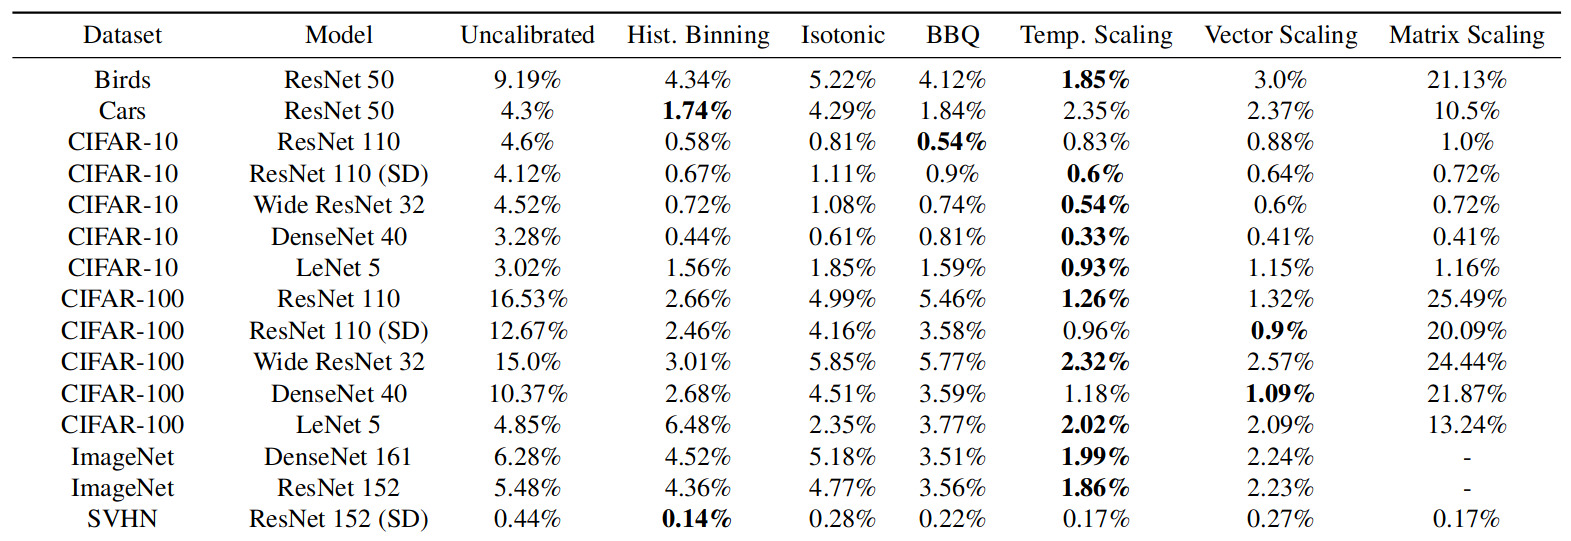 Dataset Model Uncalibrated Hist. Binning Isotonic BBQ Temp. Scaling Vector Scaling Matrix Scaling
Birds ResNet 50 9.19% 4.34% 5.22% 4.12% 1.85% 3.0% 21.13%
Cars ResNet 50 4.3% 1.74% 4.29% 1.84% 2.35% 2.37% 10.5%
CIFAR-10 ResNet 110 4.6% 0.58% 0.81% 0.54% 0.83% 0.88% 1.0%
CIFAR-10 ResNet 110 (SD) 4.12% 0.67% 1.11% 0.9% 0.6% 0.64% 0.72%
CIFAR-10 Wide ResNet 32 4.52% 0.72% 1.08% 0.74% 0.54% 0.6% 0.72%
CIFAR-10 DenseNet 40 3.28% 0.44% 0.61% 0.81% 0.33% 0.41% 0.41%
CIFAR-10 LeNet 5 3.02% 1.56% 1.85% 1.59% 0.93% 1.15% 1.16%
CIFAR-100 ResNet 110 16.53% 2.66% 4.99% 5.46% 1.26% 1.32% 25.49%
CIFAR-100 ResNet 110 (SD) 12.67% 2.46% 4.16% 3.58% 0.96% 0.9% 20.09%
CIFAR-100 Wide ResNet 32 15.0% 3.01% 5.85% 5.77% 2.32% 2.57% 24.44%
CIFAR-100 DenseNet 40 10.37% 2.68% 4.51% 3.59% 1.18% 1.09% 21.87%
CIFAR-100 LeNet 5 4.85% 6.48% 2.35% 3.77% 2.02% 2.09% 13.24%
ImageNet DenseNet 161 6.28% 4.52% 5.18% 3.51% 1.99% 2.24% -
ImageNet ResNet 152 5.48% 4.36% 4.77% 3.56% 1.86% 2.23% -
SVHN ResNet 152 (SD) 0.44% 0.14% 0.28% 0.22% 0.17% 0.27% 0.17%